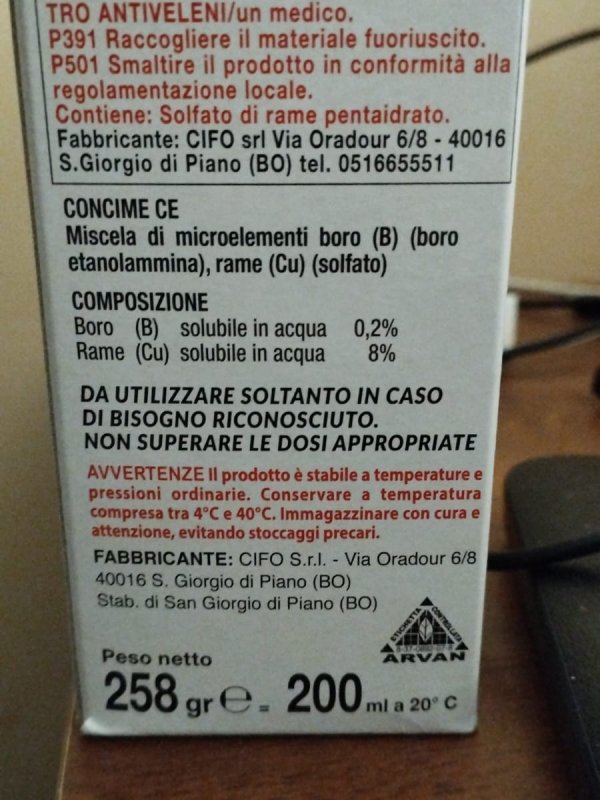 TRO ANTIVELENI/un medico.
P391 Raccogliere il materiale fuoriuscito.
P501 Smaltire il prodotto in conformità alla
regolamentazione locale.
Contiene: Solfato di rame pentaidrato.
Fabbricante: CIFO srl Via Oradour 6/8 - 40016
S.Giorgio di Piano (BO) tel. 0516655511
CONCIME CE
Miscela di microelementi boro (B) (boro
etanolammina), rame (Cu) (solfato)
COMPOSIZIONE
Boro (B) solubile in acqua 0,2%
Rame (Cu) solubile in acqua 8%
DA UTILIZZARE SOLTANTO IN CASO
DI BISOGNO RICONOSCIUTO.
NON SUPERARE LE DOSI APPROPRIATE
AVVERTENZE Il prodotto è stabile a temperature e
pressioni ordinarie. Conservare a temperatura
compresa tra 4°C e 40°C. Immagazzinare con cura e
attenzione, evitando stoccaggi precari.
FABBRICANTE: CIFO S.r.l. - Via Oradour 6/8
40016 S. Giorgio di Piano (BO)
Stab. di San Giorgio di Piano (BO)
ETICHETTA CONTROLLATA
ARVAN
Peso netto
258 gr e = 200 ml a 20° C